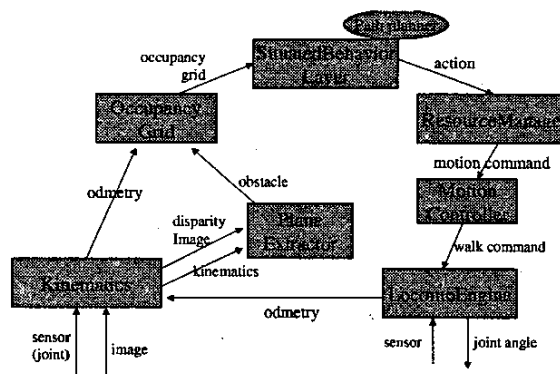 Path planner
SituatedBehavior
Layer
occupancy
grid
action
Occupancy
Grid
ResourceManager
obstacle
motion command
odmetry
disparity
Image
Plane
Extractor
Motion
Controller
kinematics
walk command
Kinematics
LocomoEngine
odmetry
sensor
(joint)
image
sensor
joint angle